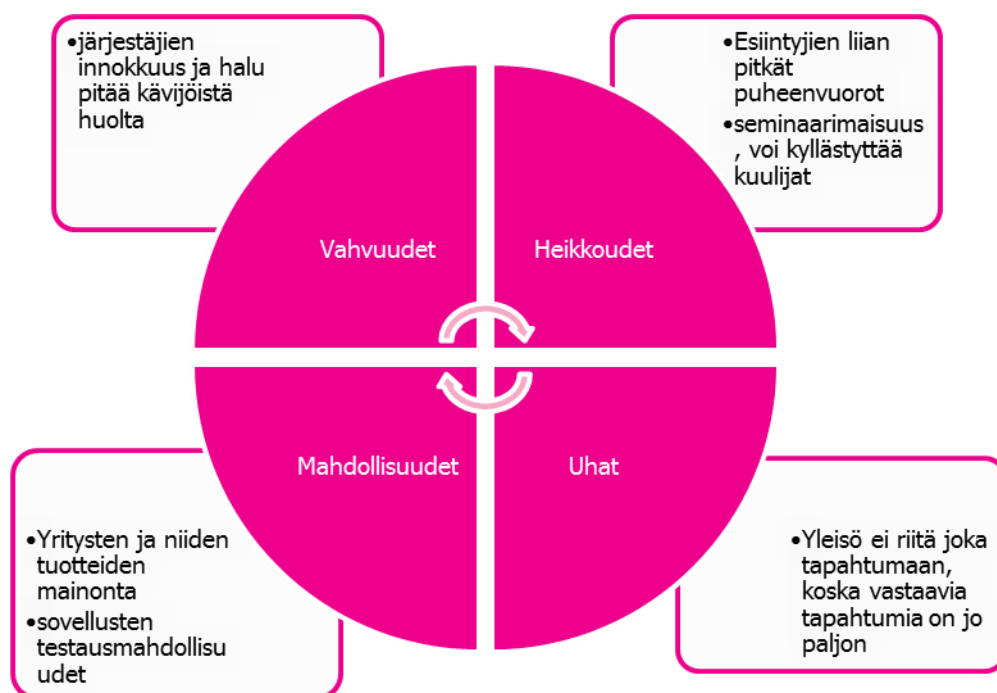 •järjestäjien
innokkuus ja halu
pitää kävijöistä
huolta
•Esiintyjien liian
pitkät
puheenvuorot
•seminaarimaisuus
, voi kyllästyttää
kuulijat
Vahvuudet
Heikkoudet
Mahdollisuudet
Uhat
•Yritysten ja niiden
tuotteiden
mainonta
•sovellusten
testausmahdollisu
udet
•Yleisö ei riitä joka
tapahtumaan,
koska vastaavia
tapahtumia on jo
paljon